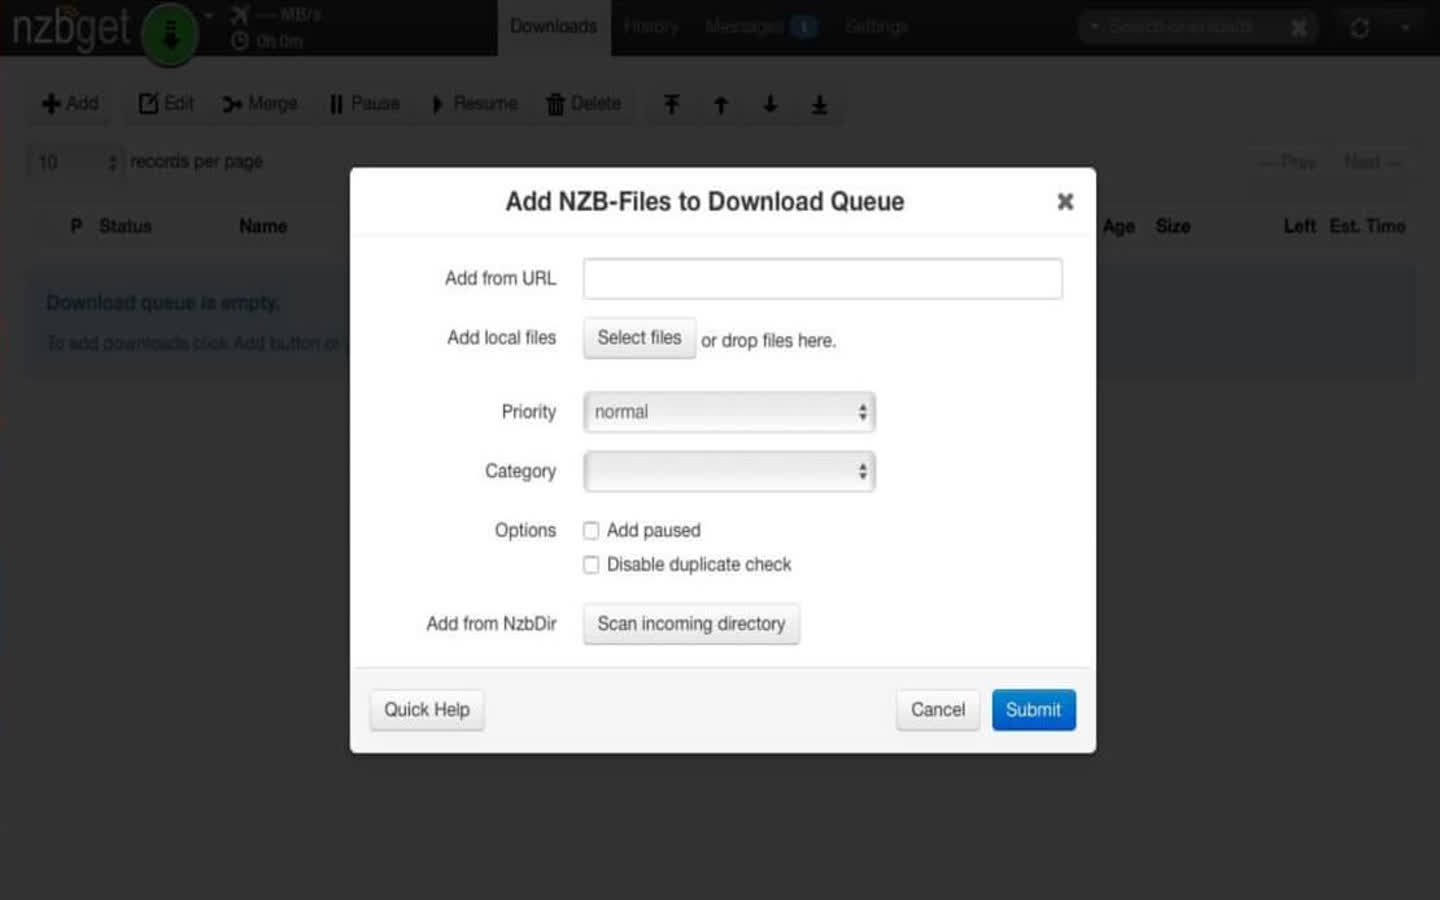 nzbget
--- MB/s
0h 0m
Downloads
History
Messages 1
Settings
Search
Add
Edit
Merge
Pause
Resume
Delete
10 records per page
Prev
Next
P Status Name Age Size Left Est. Time
Download queue is empty.
To add downloads click Add button or
Add NZB-Files to Download Queue
Add from URL
Add local files Select files or drop files here.
Priority normal
Category
Options Add paused
Disable duplicate check
Add from NzbDir Scan incoming directory
Quick Help
Cancel
Submit